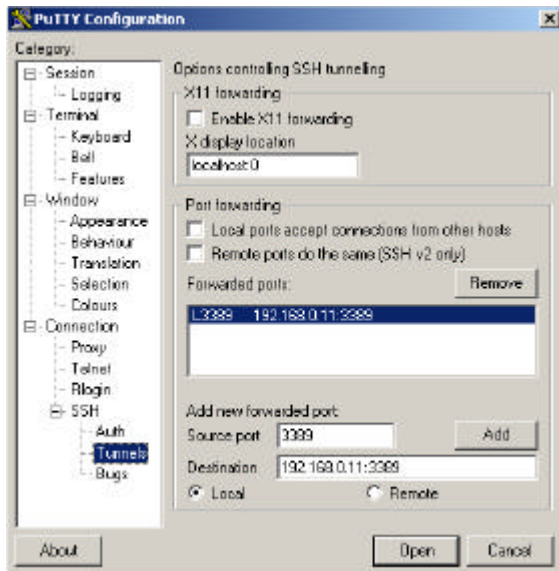 PuTTY Configuration
Category:
Session
Logging
Terminal
Keyboard
Bell
Features
Window
Appearance
Behaviour
Translation
Selection
Colours
Connection
Proxy
Telnet
Rlogin
SSH
Auth
Tunnels
Bugs
Options controlling SSH tunnelling
X11 forwarding
Enable X11 forwarding
X display location
localhost:0
Port forwarding
Local ports accept connections from other hosts
Remote ports do the same (SSH v2 only)
Forwarded ports:
Remove
L3389 192.168.0.11:3389
Add new forwarded port:
Source port 3389 Add
Destination 192.168.0.11:3389
Local Remote
About Open Cancel